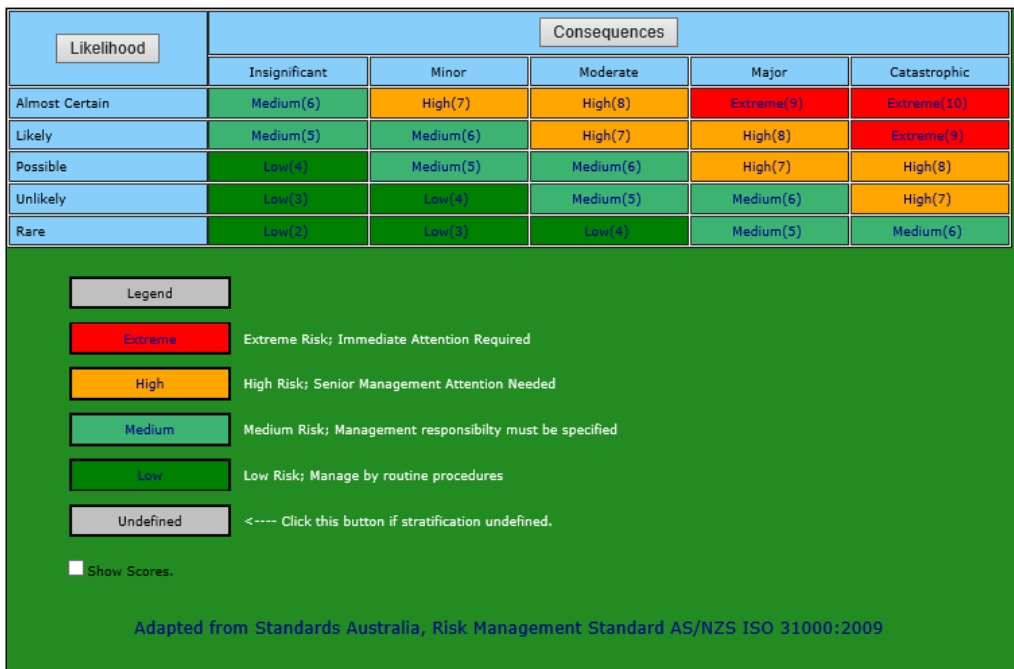 Likelihood
Consequences
Insignificant Minor Moderate Major Catastrophic
Almost Certain Medium(6) High(7) High(8) Extreme(9) Extreme(10)
Likely Medium(5) Medium(6) High(7) High(8) Extreme(9)
Possible Low(4) Medium(5) Medium(6) High(7) High(8)
Unlikely Low(3) Low(4) Medium(5) Medium(6) High(7)
Rare Low(2) Low(3) Low(4) Medium(5) Medium(6)
Legend
Extreme Extreme Risk; Immediate Attention Required
High High Risk; Senior Management Attention Needed
Medium Medium Risk; Management responsibilty must be specified
Low Low Risk; Manage by routine procedures
Undefined <---- Click this button if stratification undefined.
Show Scores.
Adapted from Standards Australia, Risk Management Standard AS/NZS ISO 31000:2009